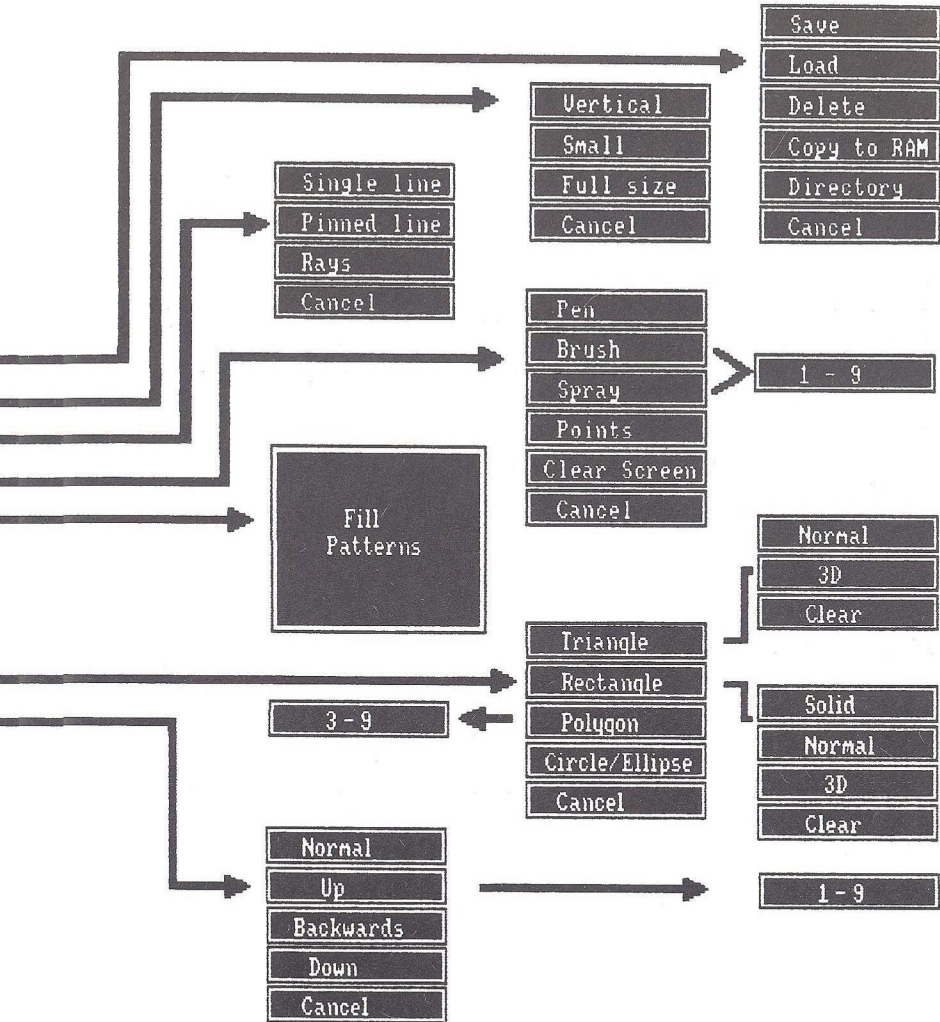 Save
Load
Delete
Copy to RAM
Directory
Cancel
Vertical
Small
Full size
Cancel
Single line
Pinned line
Rays
Cancel
Pen
Brush
Spray
Points
Clear Screen
Cancel
1 - 9
Fill
Patterns
Normal
3D
Clear
Triangle
Rectangle
Polygon
Circle/Ellipse
Cancel
3 - 9
Solid
Normal
3D
Clear
Normal
Up
Backwards
Down
Cancel
1 - 9